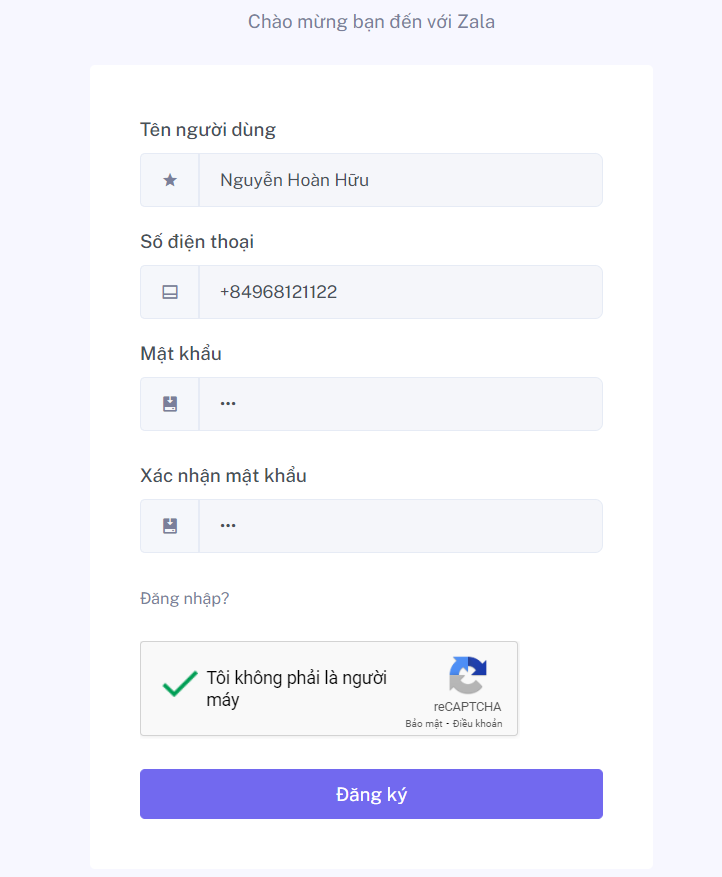 Chào mừng bạn đến với Zala
Tên người dùng
Nguyễn Hoàn Hữu
Số điện thoại
+84968121122
Mật khẩu
•••
Xác nhận mật khẩu
•••
Đăng nhập?
Tôi không phải là người
máy
reCAPTCHA
Bảo mật - Điều khoản
Đăng ký